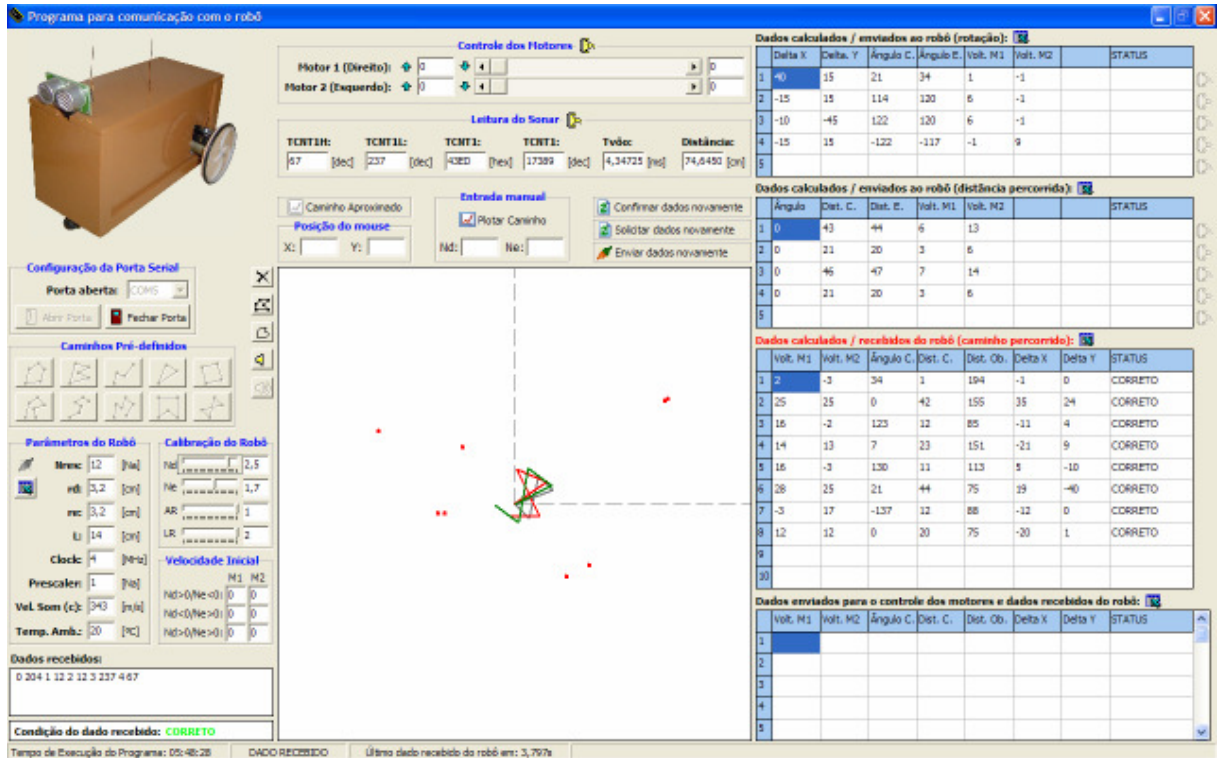 Programa para comunicação com o robô
Controle dos Motores
Motor 1 (Direito): 0 0
Motor 2 (Esquerdo): 0 0
Leitura do Sonar
TCNT1H: TCNT1L: TCNT1: TCNT1: Tvôo: Distância:
67 [dec] 237 [dec] 43ED [hex] 17389 [dec] 4,34725 [ms] 74,6450 [cm]
Caminho Aproximado
Posição do mouse
X: Y:
Entrada manual
Plotar Caminho
Nd: Ne:
Confirmar dados novamente
Solicitar dados novamente
Enviar dados novamente
Configuração da Porta Serial
Porta aberta: COM5
Abrir Porta Fechar Porta
Caminhos Pré-definidos
Parâmetros do Robô
Nres: 12 [Na]
rd: 3,2 [cm]
re: 3,2 [cm]
L: 14 [cm]
Clock: 4 [MHz]
Prescaler: 1 [Na]
Vel. Som (c): 343 [m/s]
Temp. Amb.: 20 [ºC]
Calibração do Robô
Nd 2,5
Ne 1,7
AR 1
LR 2
Velocidade Inicial
M1 M2
Nd>0/Ne<0: 0 0
Nd<0/Ne>0: 0 0
Nd>0/Ne>0: 0 0
Dados recebidos:
0 204 1 12 2 12 3 237 4 67
Condição do dado recebido: CORRETO
Dados calculados / enviados ao robô (rotação):
Delta X Delta. Y Ângulo C. Ângulo E. Volt. M1 Volt. M2 STATUS
1 40 15 21 34 1 -1
2 -15 15 114 120 6 -1
3 -10 -45 122 120 6 -1
4 -15 15 -122 -117 -1 9
5
Dados calculados / enviados ao robô (distância percorrida):
Ângulo Dist. C. Dist. E. Volt. M1 Volt. M2 STATUS
1 0 43 44 6 13
2 0 21 20 3 6
3 0 46 47 7 14
4 0 21 20 3 6
5
Dados calculados / recebidos do robô (caminho percorrido):
Volt. M1 Volt. M2 Ângulo C. Dist. C. Dist. Ob. Delta X Delta Y STATUS
1 2 -3 34 1 194 -1 0 CORRETO
2 25 25 0 42 155 35 24 CORRETO
3 16 -2 123 12 85 -11 4 CORRETO
4 14 13 7 23 151 -21 9 CORRETO
5 16 -3 130 11 113 5 -10 CORRETO
6 28 25 21 44 75 19 -40 CORRETO
7 -3 17 -137 12 88 -12 0 CORRETO
8 12 12 0 20 75 -20 1 CORRETO
9
10
Dados enviados para o controle dos motores e dados recebidos do robô:
Volt. M1 Volt. M2 Ângulo C. Dist. C. Dist. Ob. Delta X Delta Y STATUS
1
2
3
4
5
Tempo de Execução do Programa: 05:48:28 DADO RECEBIDO Último dado recebido do robô em: 3,797s